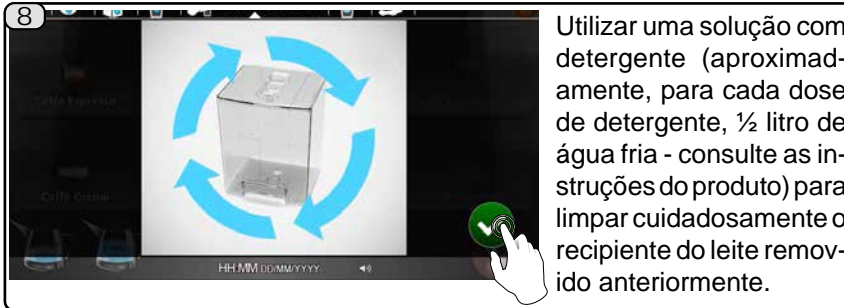 8
Caffè Espresso
Caffè Creme
HH.MM DD/MM/YYYY
Utilizar uma solução com
detergente (aproximad-
amente, para cada dose
de detergente, ½ litro de
água fria - consulte as in-
struções do produto) para
limpar cuidadosamente o
recipiente do leite remov-
ido anteriormente.